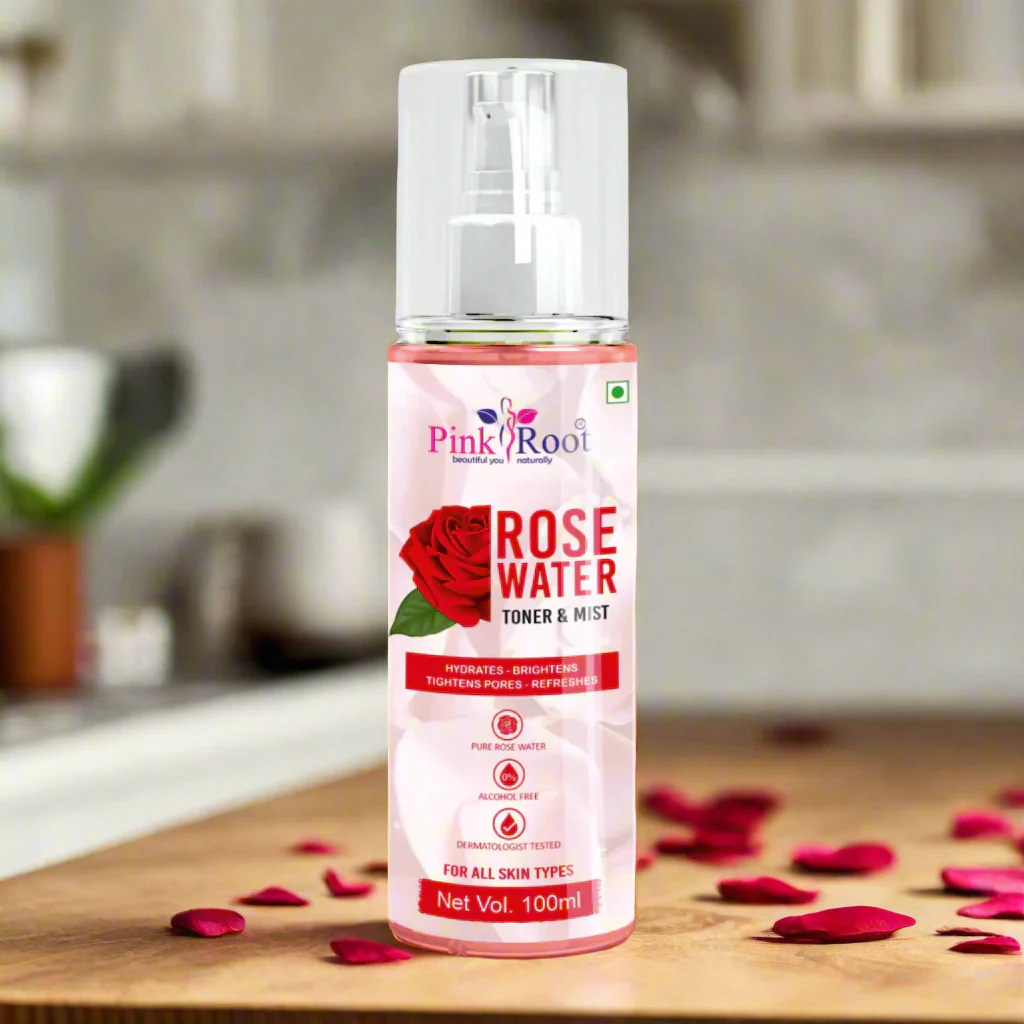 Pink Root®
beautiful you naturally
ROSE
WATER
TONER & MIST
HYDRATES - BRIGHTENS
TIGHTENS PORES - REFRESHES
PURE ROSE WATER
0%
ALCOHOL FREE
DERMATOLOGIST TESTED
FOR ALL SKIN TYPES
Net Vol. 100ml